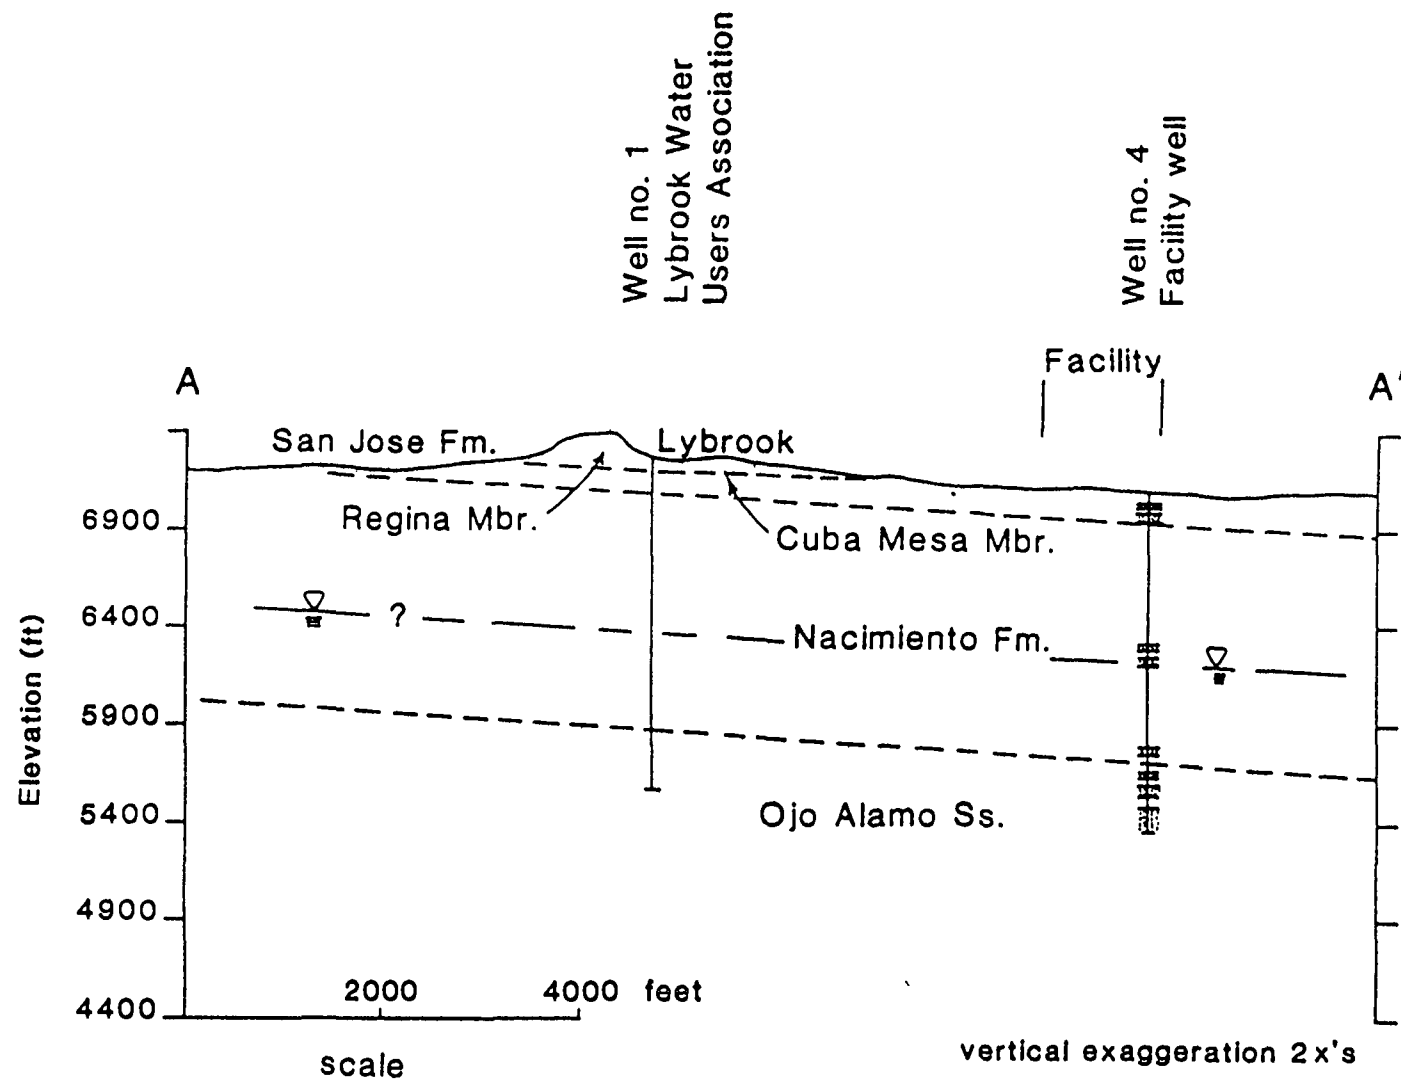 Well no. 1
Lybrook Water
Users Association
Well no. 4
Facility well
Facility
A
A'
San Jose Fm.
Lybrook
Regina Mbr.
Cuba Mesa Mbr.
6900
6400
5900
5400
4900
4400
Elevation (ft)
?
Nacimiento Fm.
Ojo Alamo Ss.
2000
4000 feet
scale
vertical exaggeration 2x's